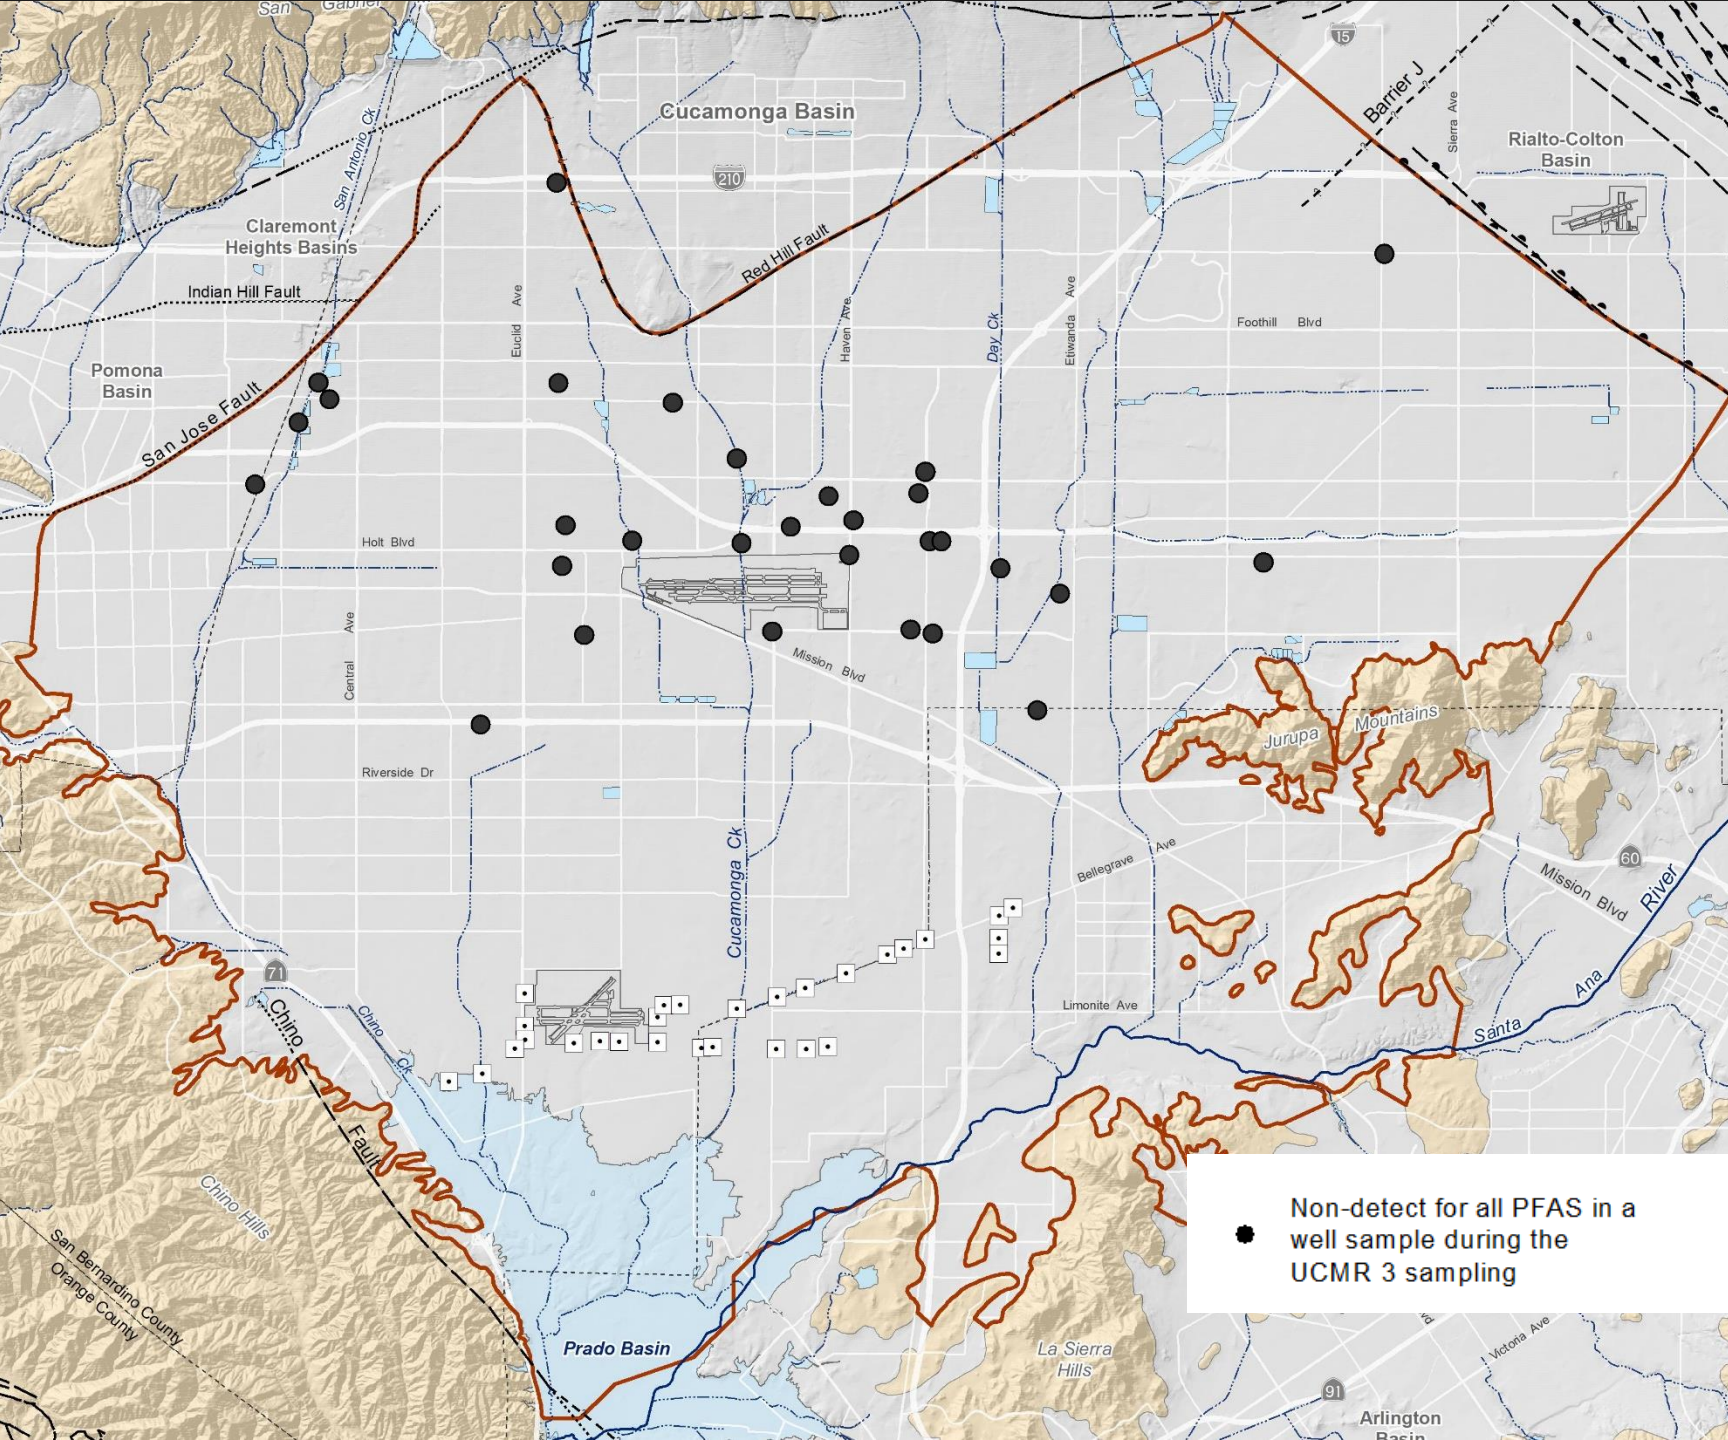 San Gabriel
15
Barrier J
Sierra Ave
Cucamonga Basin
Rialto-Colton
Basin
San Antonio Ck
210
Claremont
Heights Basins
Red Hill Fault
Indian Hill Fault
Euclid Ave
Haven Ave
Day Ck
Etiwanda Ave
Foothill Blvd
Pomona
Basin
San Jose Fault
Holt Blvd
Central Ave
Mission Blvd
Jurupa Mountains
Riverside Dr
Cucamonga Ck
Bellegrave Ave
60
Mission Blvd
Santa Ana River
71
Chino Fault
Chino Ck
Limonite Ave
Chino Hills
San Bernardino County
Orange County
Non-detect for all PFAS in a
well sample during the
UCMR 3 sampling
Prado Basin
La Sierra
Hills
Victoria Ave
91
Arlington
Basin